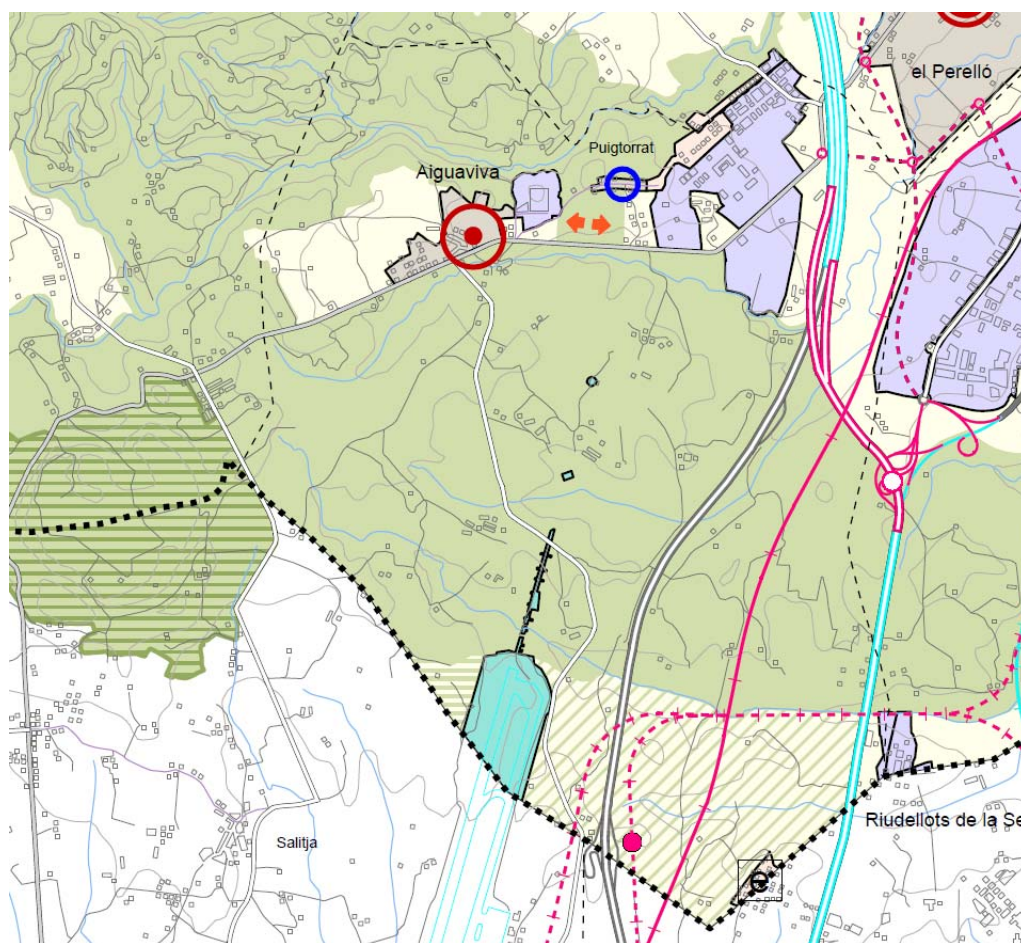 el Perelló
Puigtorrat
Aiguaviva
Riudellots de la Se
Salitja